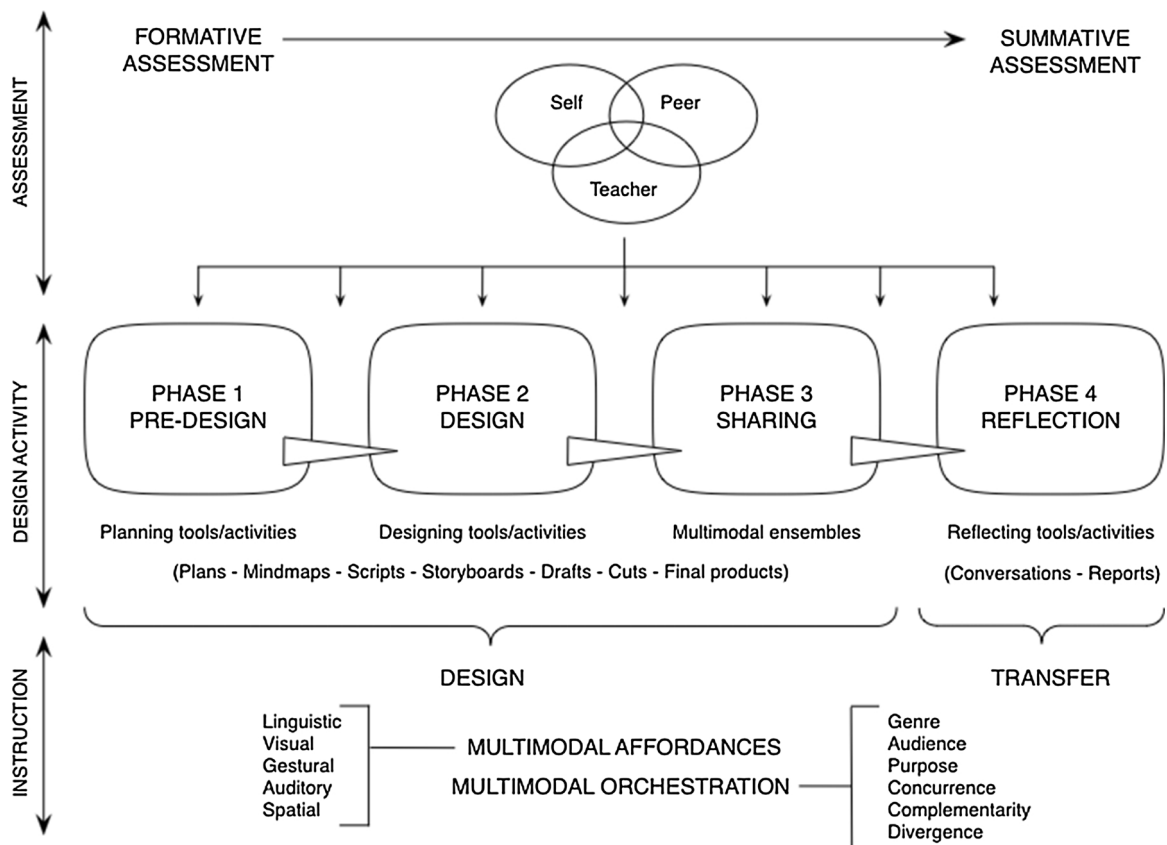 FORMATIVE
ASSESSMENT
SUMMATIVE
ASSESSMENT
ASSESSMENT
Self
Peer
Teacher
DESIGN ACTIVITY
PHASE 1
PRE-DESIGN
PHASE 2
DESIGN
PHASE 3
SHARING
PHASE 4
REFLECTION
Planning tools/activities
Designing tools/activities
Multimodal ensembles
Reflecting tools/activities
(Plans - Mindmaps - Scripts - Storyboards - Drafts - Cuts - Final products)
(Conversations - Reports)
INSTRUCTION
DESIGN
TRANSFER
Linguistic
Visual
Gestural
Auditory
Spatial
MULTIMODAL AFFORDANCES
MULTIMODAL ORCHESTRATION
Genre
Audience
Purpose
Concurrence
Complementarity
Divergence